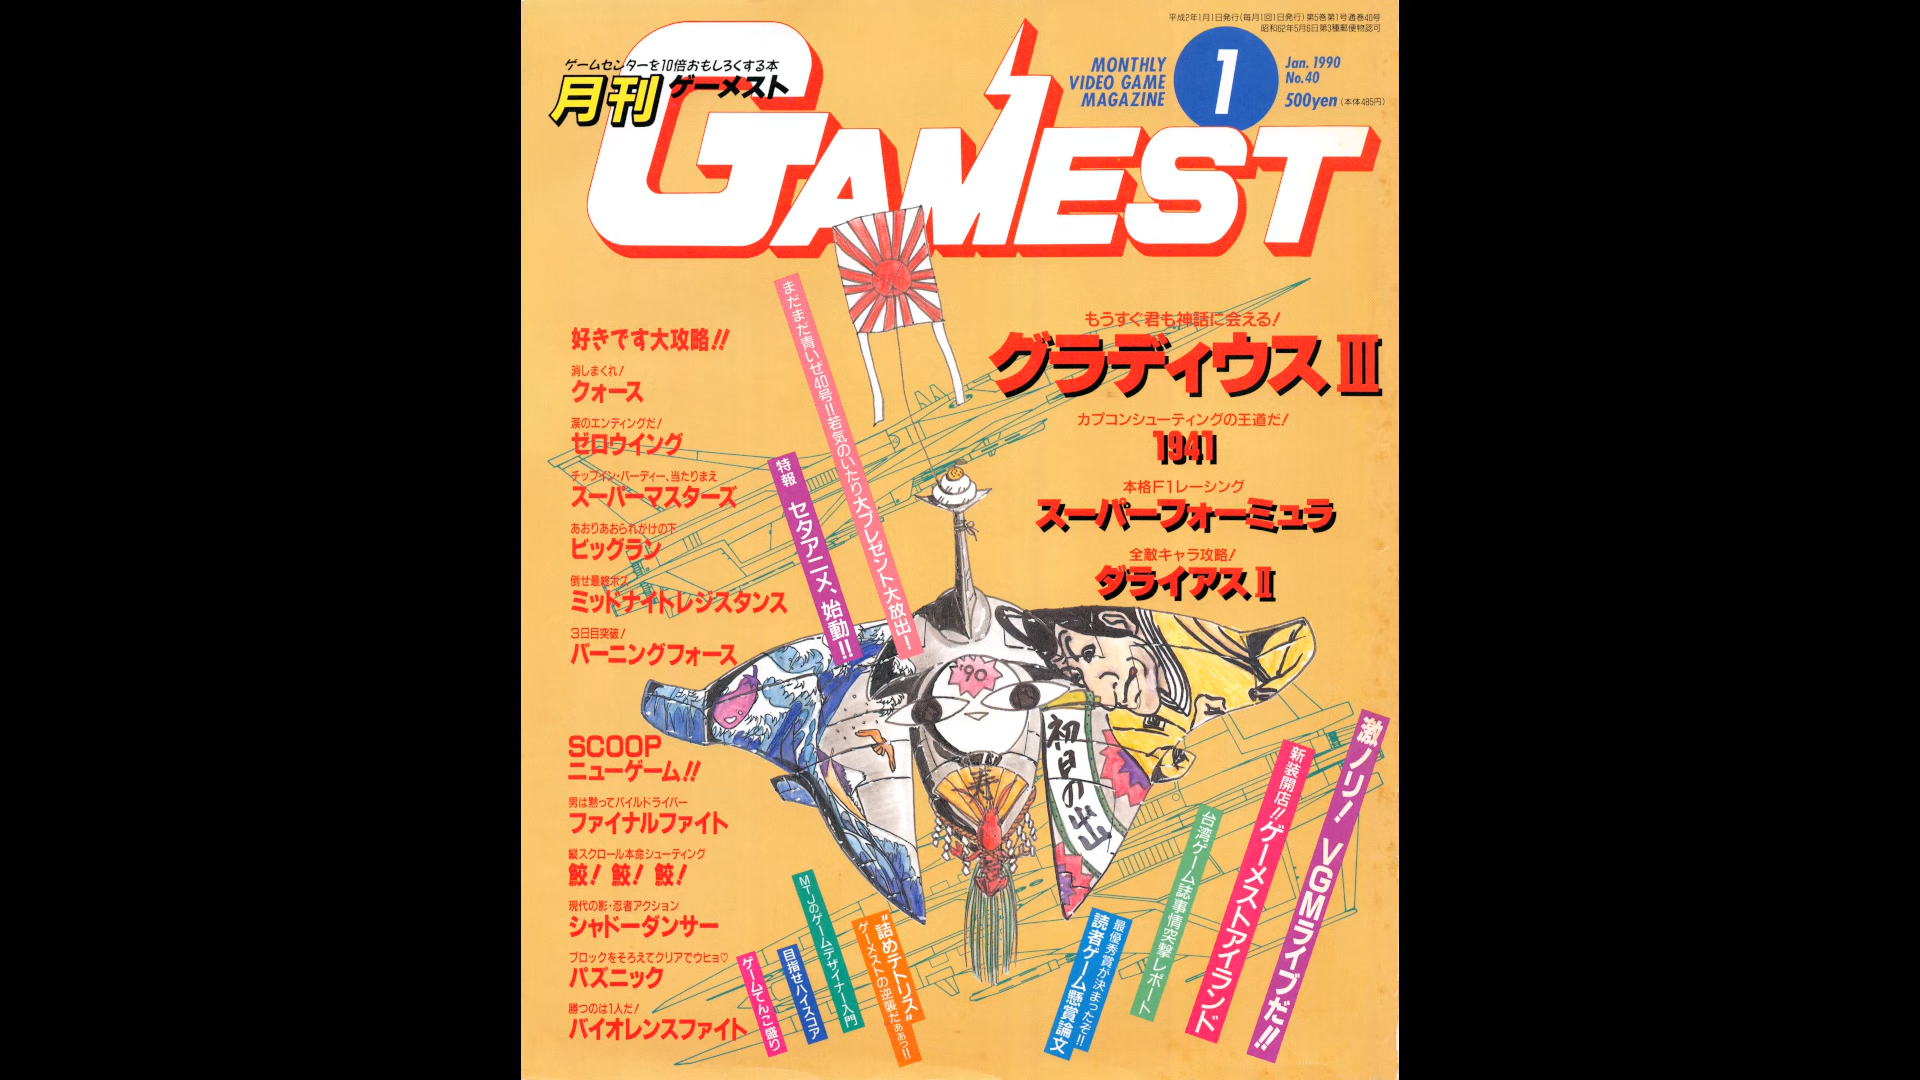 平成2年1月1日発行(毎月1回1日発行)第5巻第1号通巻40号
昭和62年5月6日第3種郵便物認可
ゲームセンターを10倍おもしろくする本
月刊 ゲーメスト
GAMEST
MONTHLY
VIDEO GAME
MAGAZINE
1
Jan. 1990
No.40
500yen (本体485円)
まだまだ青いぜ40号!!若気のいたり大プレゼント大放出!
特報 セタアニメ、始動!!
もうすぐ君も神話に会える!
グラディウスIII
カプコンシューティングの王道だ!
1941
本格F1レーシング
スーパーフォーミュラ
全敵キャラ攻略!
ダライアスII
好きです大攻略!!
消しまくれ!
クォース
涙のエンディングだ!
ゼロウイング
チップイン・バーディー、当たりまえ
スーパーマスターズ
あおりあおられがけの下
ビッグラン
倒せ最終ボス
ミッドナイトレジスタンス
3日目突破!
バーニングフォース
'90
寿
初日の出
SCOOP
ニューゲーム!!
男は黙ってパイルドライバー
ファイナルファイト
縦スクロール本命シューティング
鮫! 鮫! 鮫!
現代の影・忍者アクション
シャドーダンサー
ブロックをそろえてクリアでウヒョ♡
パズニック
勝つのは1人だ!
バイオレンスファイト
ゲームてんこ盛り
目指せハイスコア
MTJのゲームデザイナー入門
"詰めテトリス"
ゲーメストの逆襲だぁぁっ!!
最優秀賞が決まったぞ!!
読者ゲーム懸賞論文
台湾ゲーム誌事情突撃レポート
新装開店!!ゲーメストアイランド
激ノリ! VGMライブだ!!